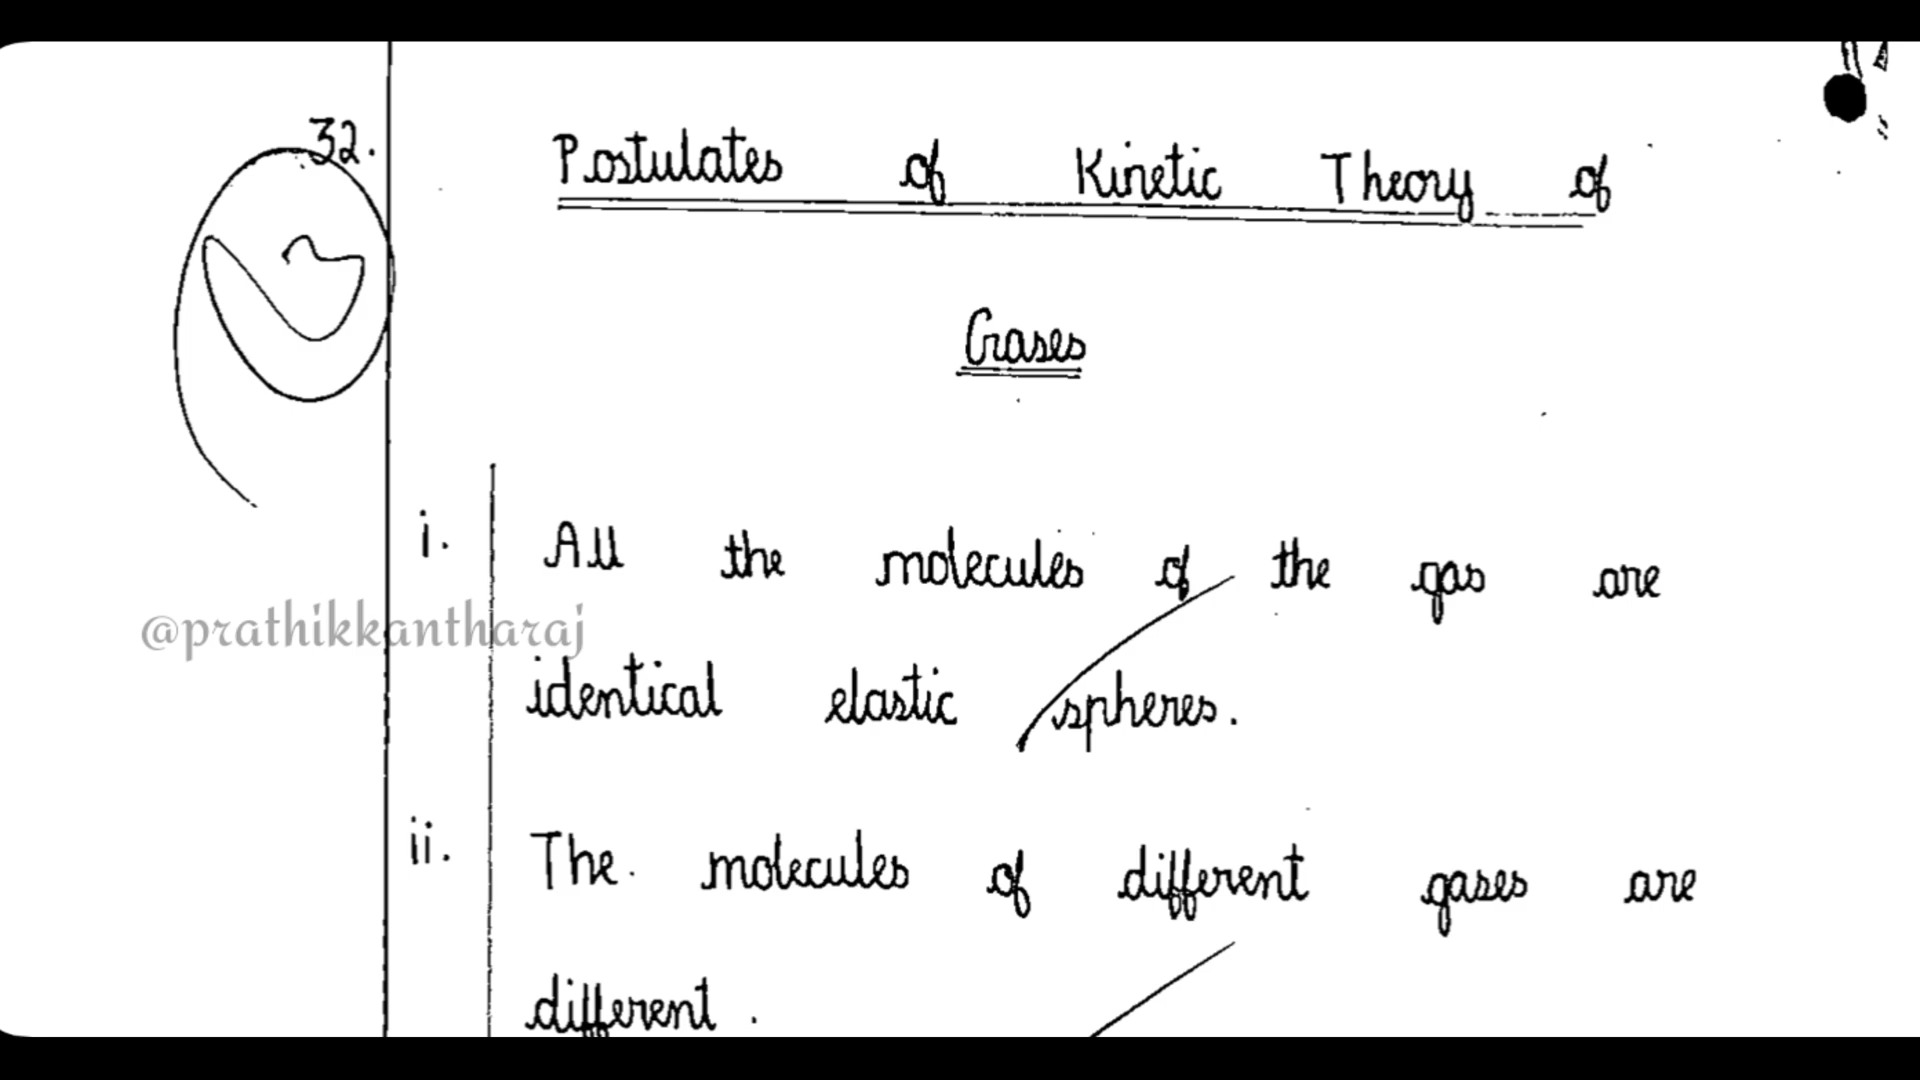 32.
Postulates of Kinetic Theory of
Gases
i. All the molecules of the gas are
@prathikkantharaj
identical elastic spheres.
ii. The molecules of different gases are
different.